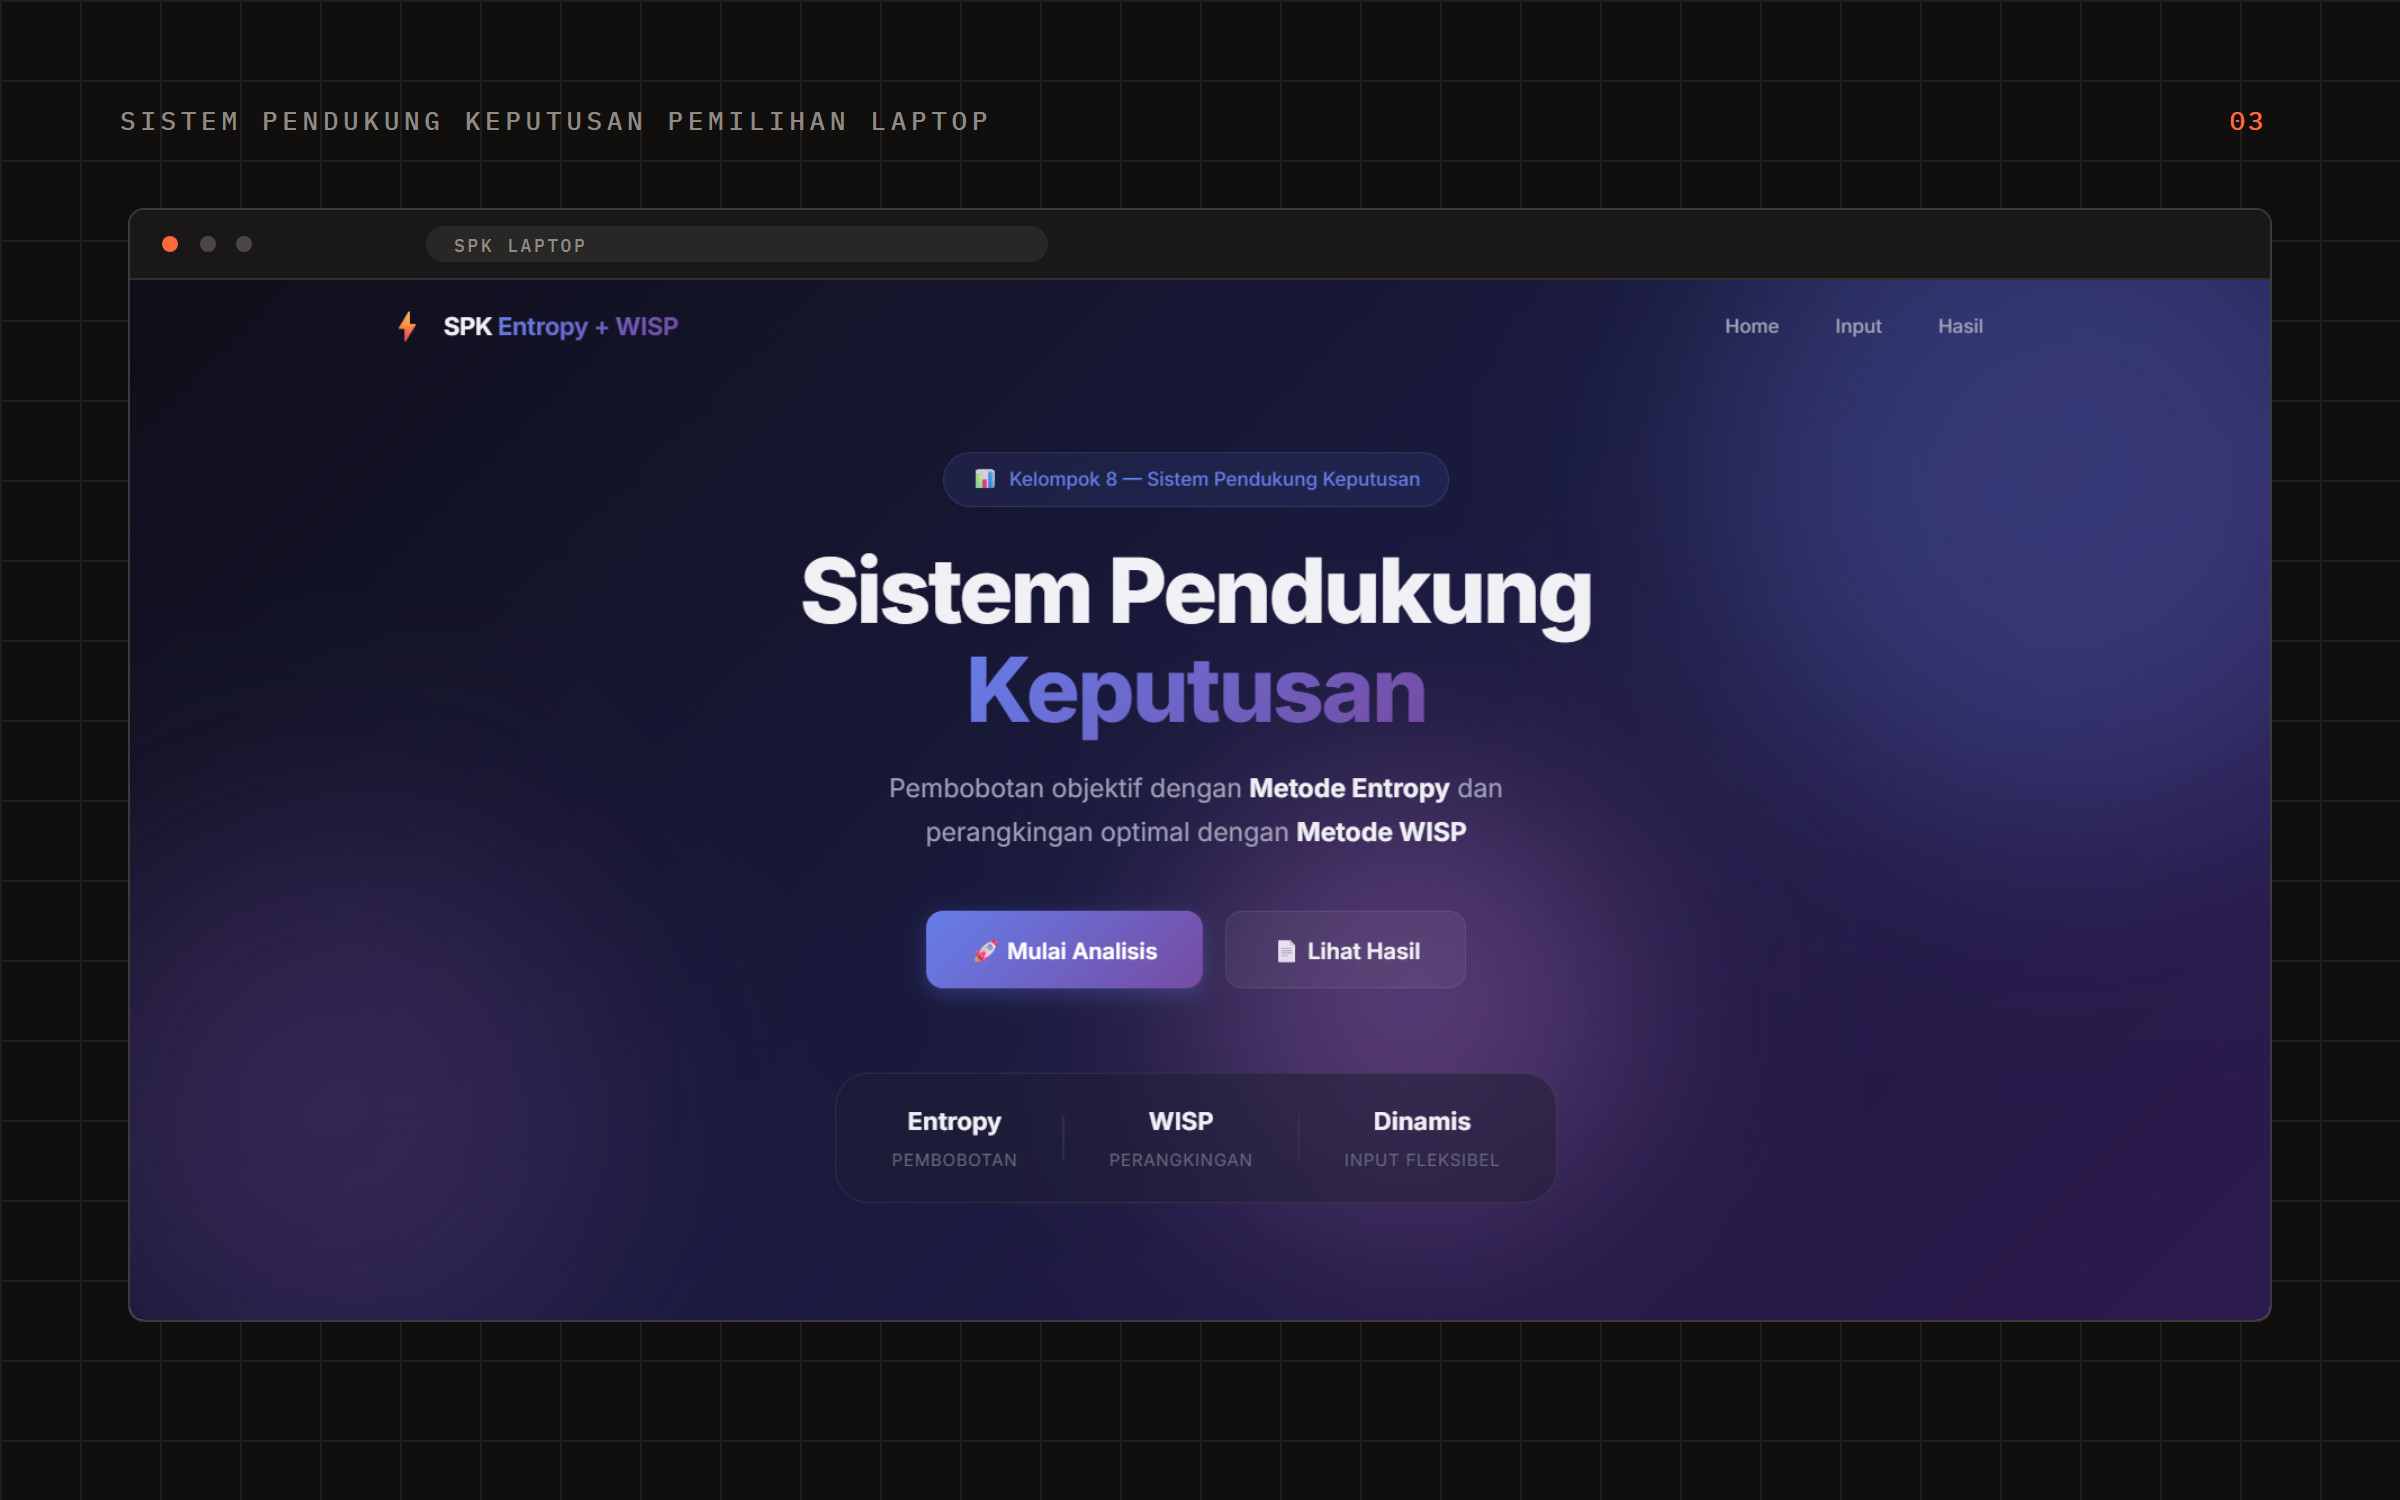 SISTEM PENDUKUNG KEPUTUSAN PEMILIHAN LAPTOP
03
SPK LAPTOP
SPK Entropy + WISP
Home Input Hasil
Kelompok 8 — Sistem Pendukung Keputusan
Sistem Pendukung
Keputusan
Pembobotan objektif dengan Metode Entropy dan
perangkingan optimal dengan Metode WISP
Mulai Analisis
Lihat Hasil
Entropy
PEMBOBOTAN
WISP
PERANGKINGAN
Dinamis
INPUT FLEKSIBEL